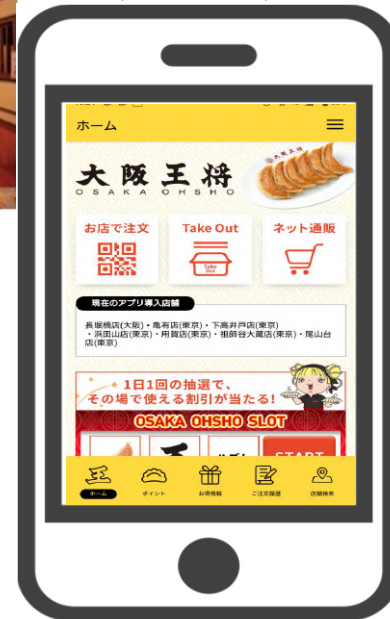 ホーム
大阪王将
OSAKA OHSHO
お店で注文
Take Out
ネット通販
Take
Out
現在のアプリ導入店舗
長堀橋店(大阪)・亀有店(東京)・下高井戸店(東京)
・浜田山店(東京)・用賀店(東京)・祖師谷大蔵店(東京)・尾山台
店(東京)
1日1回の抽選で、
その場で使える割引が当たる!
OSAKA OHSHO SLOT
START
ホーム
ポイント
お得情報
ご注文履歴
店舗検索